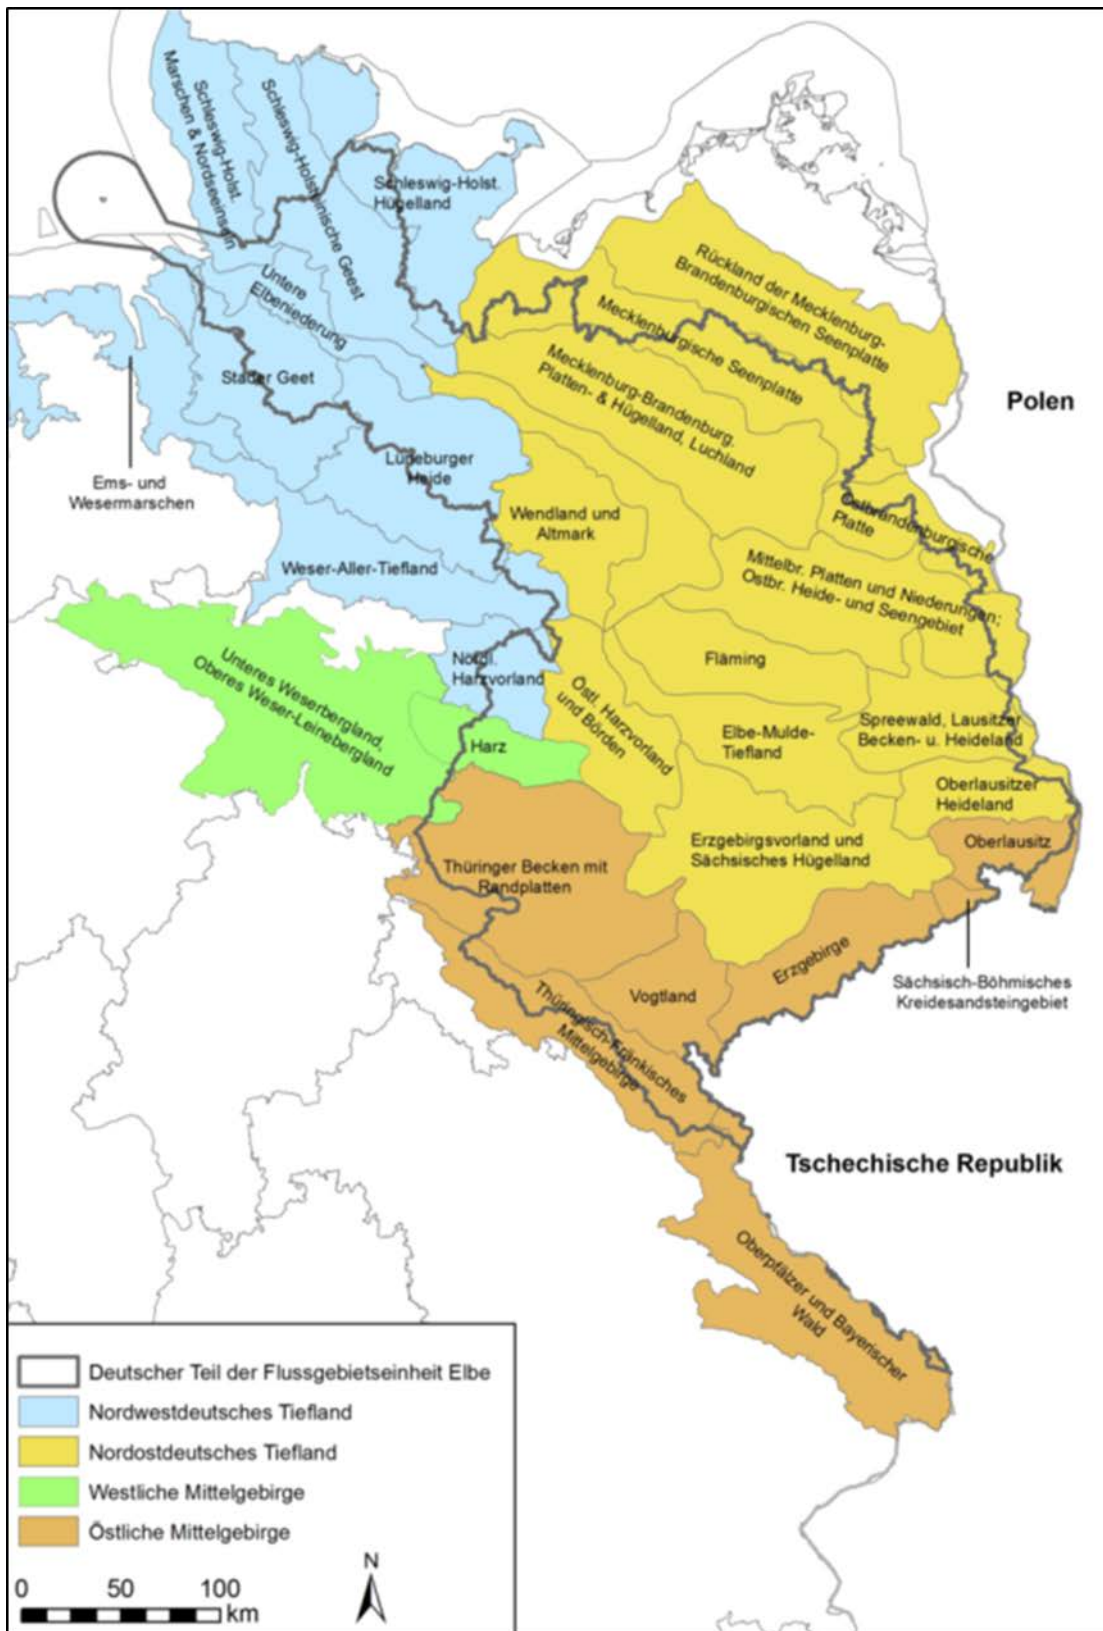 Schleswig-Holst.
Marschen & Nordseeinseln
Schleswig-Holsteinische Geest
Schleswig-Holst.
Hügelland
Untere
Elbeniederung
Stader Geet
Lüneburger
Heide
Ems- und
Wesermarschen
Weser-Aller-Tiefland
Nördl.
Harzvorland
Rückland der Mecklenburg-
Brandenburgischen Seenplatte
Mecklenburgische Seenplatte
Mecklenburg-Brandenburg.
Platten- & Hügelland, Luchland
Polen
Wendland und
Altmark
Ostbrandenburgische
Platte
Mittelbr. Platten und Niederungen;
Ostbr. Heide- und Seengebiet
Fläming
Unteres Weserbergland,
Oberes Weser-Leinebergland
Harz
Östl. Harzvorland
und Börden
Elbe-Mulde-
Tiefland
Spreewald, Lausitzer
Becken- u. Heideland
Oberlausitzer
Heideland
Oberlausitz
Erzgebirgsvorland und
Sächsisches Hügelland
Thüringer Becken mit
Randplatten
Erzgebirge
Sächsisch-Böhmisches
Kreidesandsteingebiet
Vogtland
Thüringisch-Fränkisches
Mittelgebirge
Tschechische Republik
Oberpfälzer und Bayerischer
Wald
Deutscher Teil der Flussgebietseinheit Elbe
Nordwestdeutsches Tiefland
Nordostdeutsches Tiefland
Westliche Mittelgebirge
Östliche Mittelgebirge
N
0 50 100
km